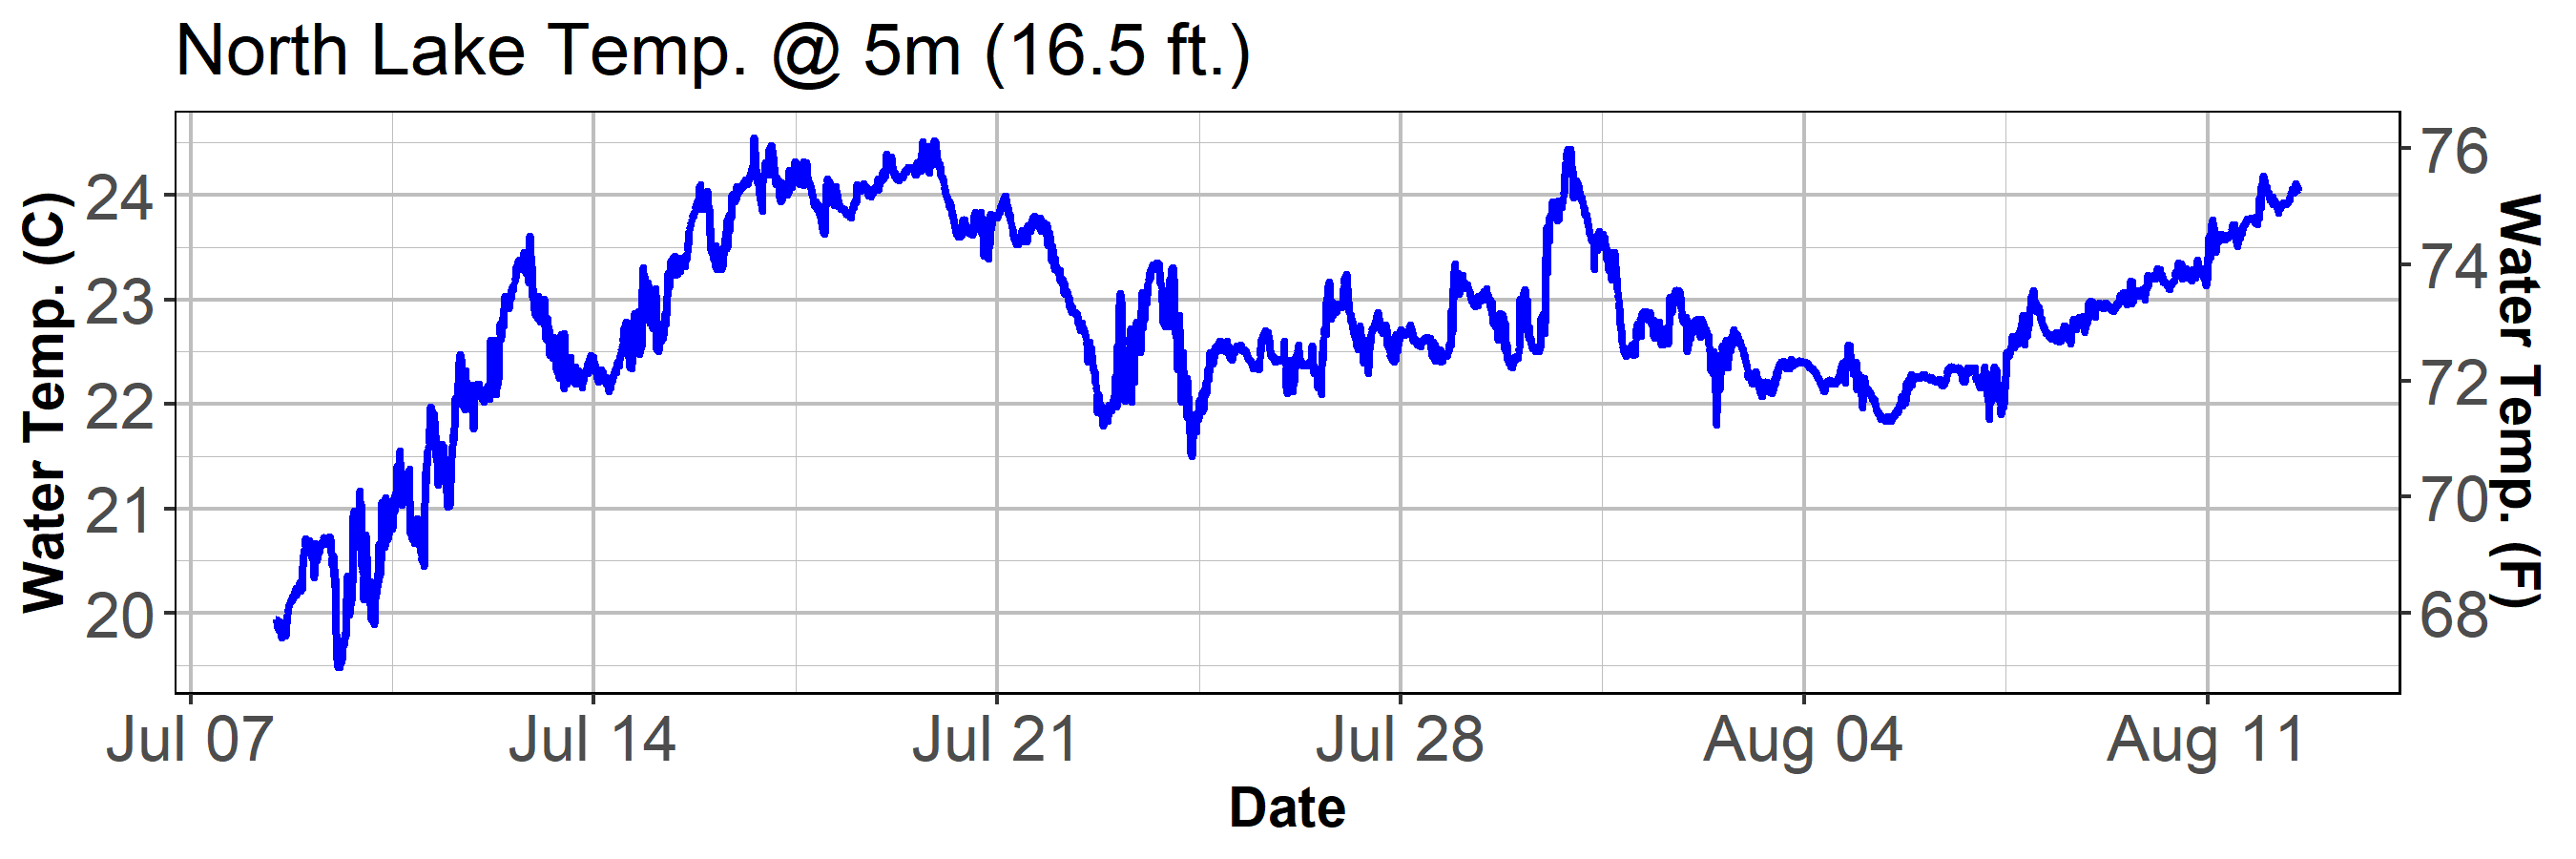 North Lake Temp. @ 5m (16.5 ft.)
Water Temp. (C)
24
23
22
21
20
76
74
72
70
68
Water Temp. (F)
Jul 07 Jul 14 Jul 21 Jul 28 Aug 04 Aug 11
Date